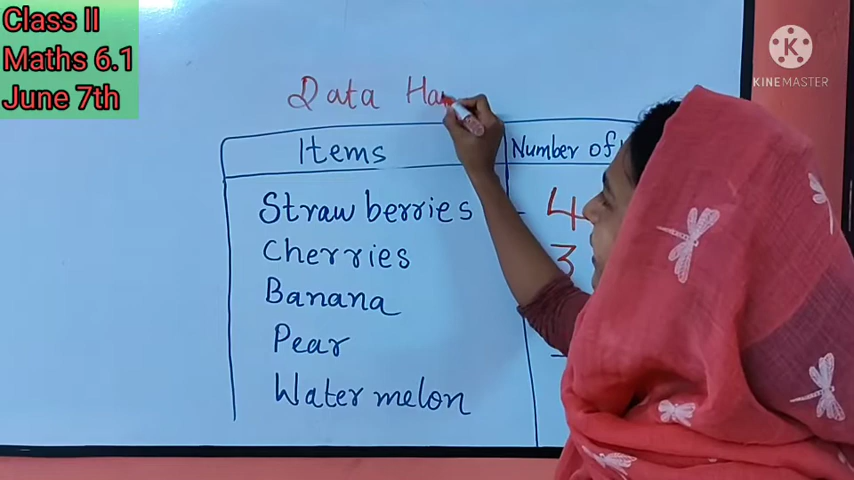 Class II
Maths 6.1
June 7th
KINEMASTER
Data Ha
Items Number of
Strawberries 4
Cherries 3
Banana
Pear
Water melon